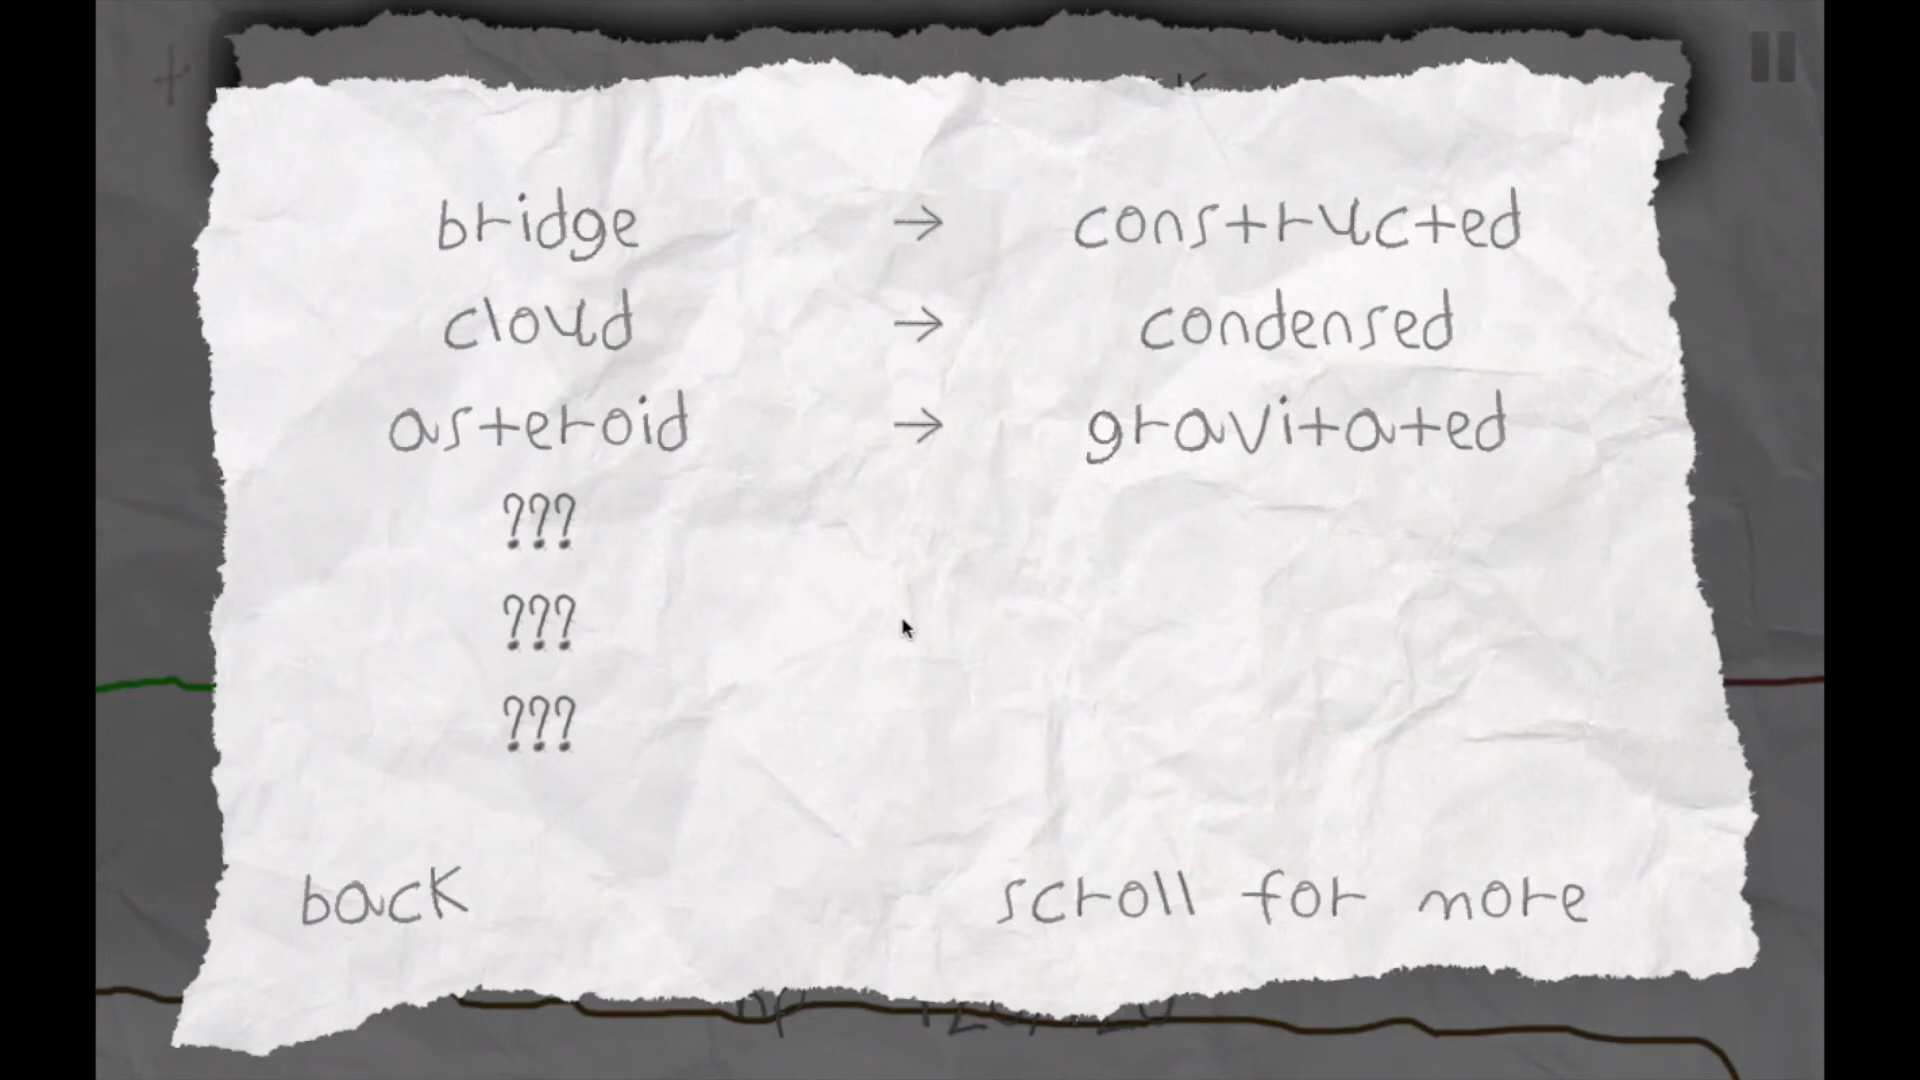 bridge → constructed
cloud → condensed
asteroid → gravitated
???
???
???
back scroll for more